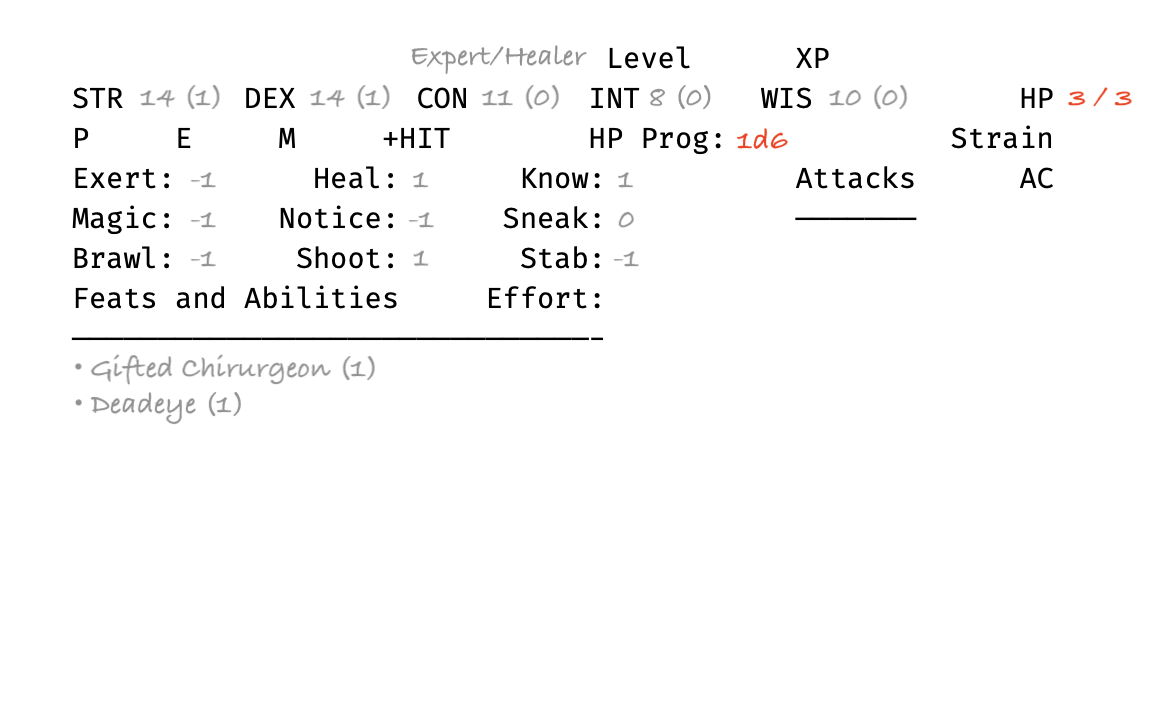 Expert/Healer Level XP
STR 14 (1) DEX 14 (1) CON 11 (0) INT 8 (0) WIS 10 (0) HP 3 / 3
P E M +HIT HP Prog: 1d6 Strain
Exert: -1 Heal: 1 Know: 1 Attacks AC
Magic: -1 Notice: -1 Sneak: 0
Brawl: -1 Shoot: 1 Stab: -1
Feats and Abilities Effort:
• Gifted Chirurgeon (1)
• Deadeye (1)